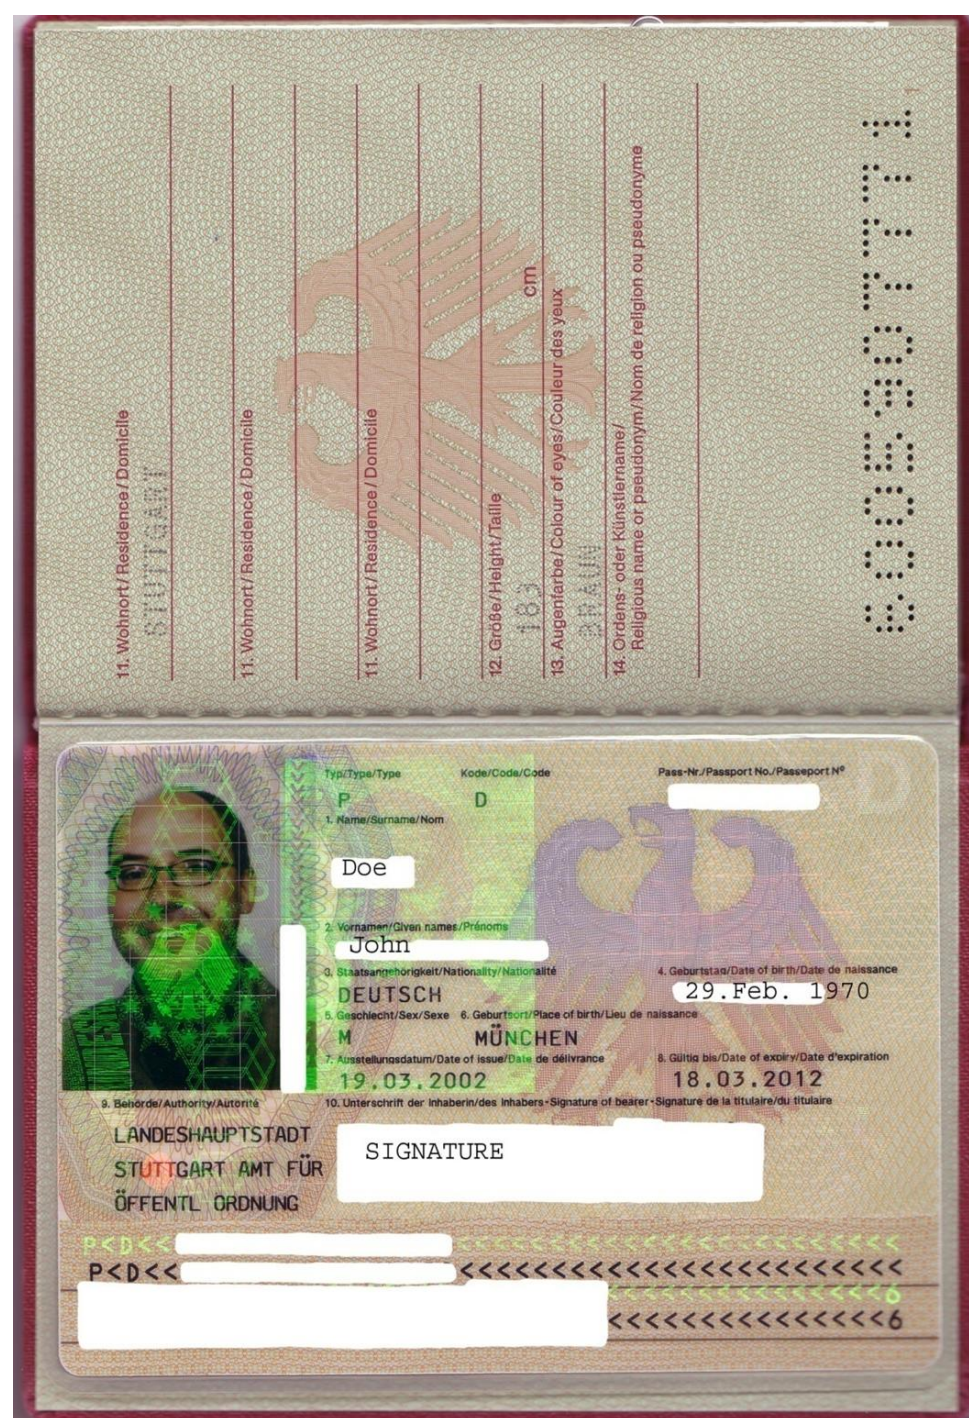 11. Wohnort/Residence/Domicile
STUTTGART
11. Wohnort/Residence/Domicile
11. Wohnort/Residence/Domicile
12. Größe/Height/Taille
183 cm
13. Augenfarbe/Colour of eyes/Couleur des yeux
BRAUN
14. Ordens- oder Künstlername/
Religious name or pseudonym/Nom de religion ou pseudonyme
1
Typ/Type/Type Kode/Code/Code Pass-Nr./Passport No./Passeport Nº
P D
1. Name/Surname/Nom
Doe
2. Vornamen/Given names/Prénoms
John
3. Staatsangehörigkeit/Nationality/Nationalité 4. Geburtstag/Date of birth/Date de naissance
DEUTSCH 29.Feb. 1970
5. Geschlecht/Sex/Sexe 6. Geburtsort/Place of birth/Lieu de naissance
M MÜNCHEN
7. Ausstellungsdatum/Date of issue/Date de délivrance 8. Gültig bis/Date of expiry/Date d'expiration
19.03.2002 18.03.2012
9. Behörde/Authority/Autorité 10. Unterschrift der Inhaberin/des Inhabers-Signature of bearer-Signature de la titulaire/du titulaire
LANDESHAUPTSTADT
STUTTGART AMT FÜR
ÖFFENTL ORDNUNG
SIGNATURE
P<D<< <<<<<<<<<<<<<<<<<<<<<<<<
P<D<< <<<<<<<<<<<<<<<<<<<<<<<<
<<<<<<<<<<<<<<<6
<<<<<<<<<<<<<<<6